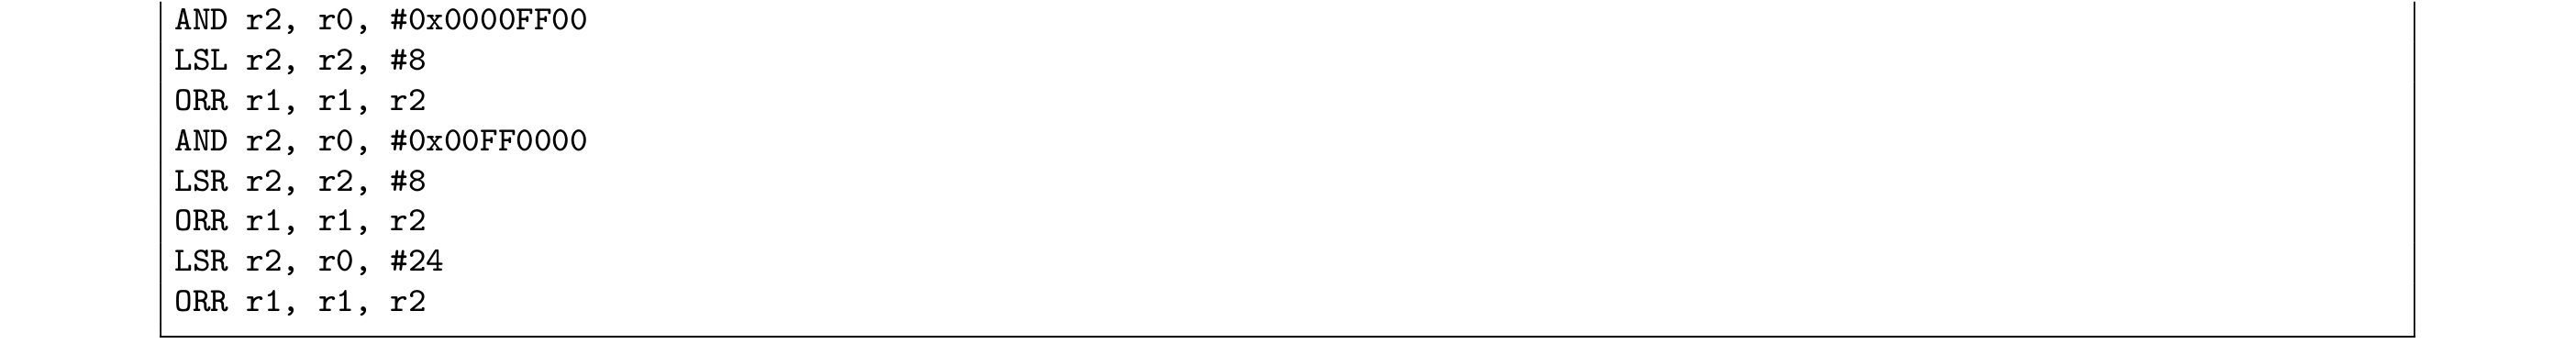 AND r2, r0, #0x0000FF00
LSL r2, r2, #8
ORR r1, r1, r2
AND r2, r0, #0x00FF0000
LSR r2, r2, #8
ORR r1, r1, r2
LSR r2, r0, #24
ORR r1, r1, r2